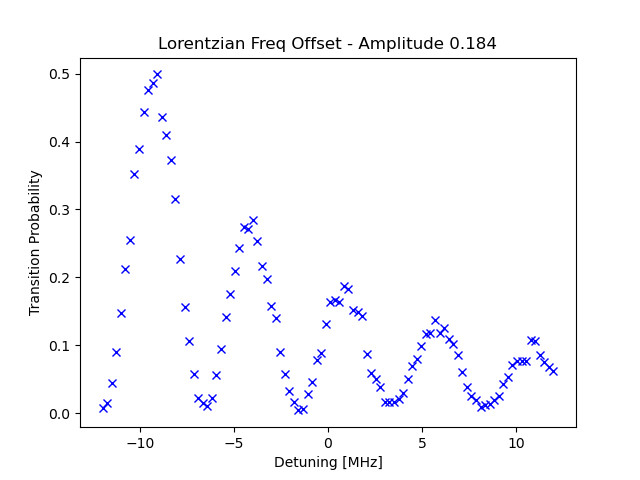 Lorentzian Freq Offset - Amplitude 0.184
Transition Probability
0.5
0.4
0.3
0.2
0.1
0.0
−10 −5 0 5 10
Detuning [MHz]